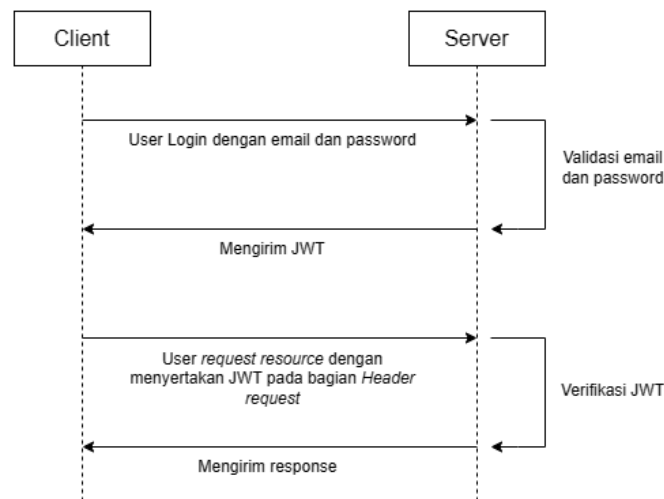 Client
Server
User Login dengan email dan password
Validasi email
dan password
Mengirim JWT
User request resource dengan
menyertakan JWT pada bagian Header
request
Verifikasi JWT
Mengirim response